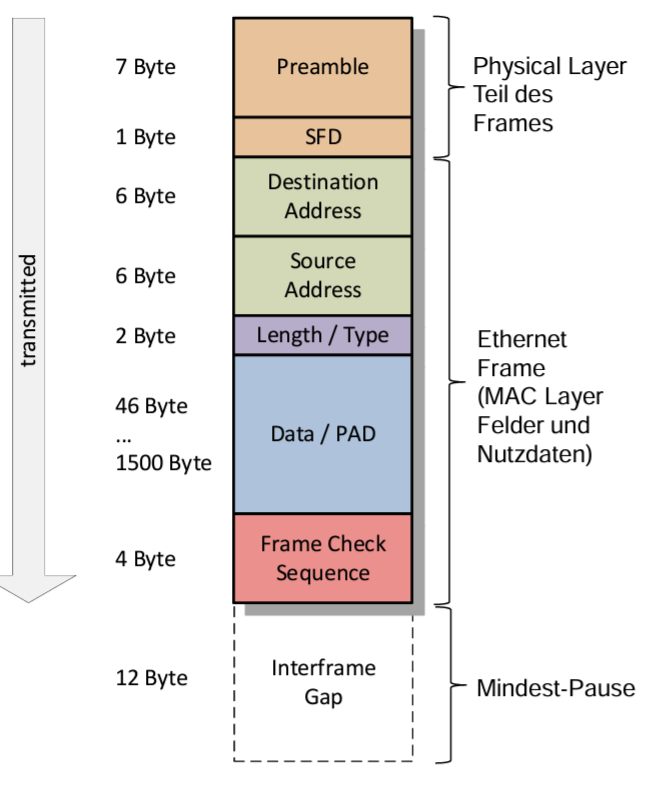 7 Byte
Preamble
Physical Layer
Teil des
Frames
1 Byte
SFD
6 Byte
Destination
Address
6 Byte
Source
Address
transmitted
2 Byte
Length / Type
Ethernet
Frame
(MAC Layer
Felder und
Nutzdaten)
46 Byte
...
1500 Byte
Data / PAD
4 Byte
Frame Check
Sequence
12 Byte
Interframe
Gap
Mindest-Pause